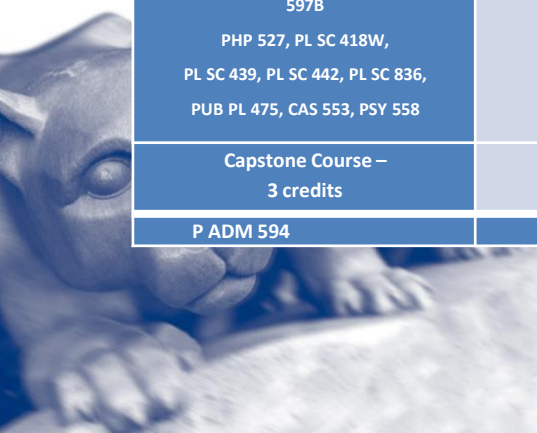 597B
PHP 527, PL SC 418W,
PL SC 439, PL SC 442, PL SC 836,
PUB PL 475, CAS 553, PSY 558
Capstone Course –
3 credits
P ADM 594